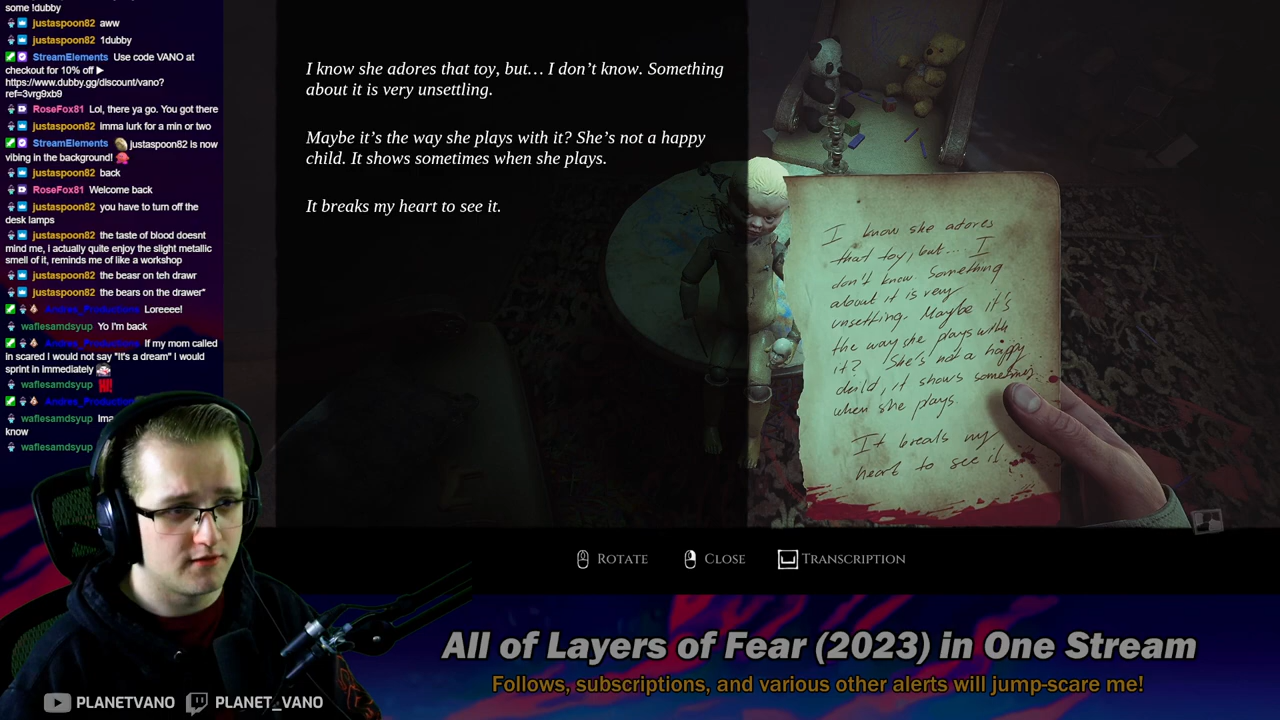 some !dubby
justaspoon82 aww
justaspoon82 1dubby
StreamElements Use code VANO at
checkout for 10% off ▶
https://www.dubby.gg/discount/vano?
ref=3vrg9xb9
RoseFox81 Lol, there ya go. You got there
justaspoon82 imma lurk for a min or two
StreamElements justaspoon82 is now
vibing in the background!
justaspoon82 back
RoseFox81 Welcome back
justaspoon82 you have to turn off the
desk lamps
justaspoon82 the taste of blood doesnt
mind me, i actually quite enjoy the slight metallic
smell of it, reminds me of like a workshop
justaspoon82 the beasr on teh drawr
justaspoon82 the bears on the drawer*
Andres_Productions Loreeee!
waflesamdsyup Yo I'm back
Andres_Productions If my mom called
in scared I would not say "It's a dream" I would
sprint in immediately
waflesamdsyup HI!
Andres_Production
waflesamdsyup Ima
know
waflesamdsyup
I know she adores that toy, but… I don't know. Something
about it is very unsettling.
Maybe it's the way she plays with it? She's not a happy
child. It shows sometimes when she plays.
It breaks my heart to see it.
I know she adores
that toy, but... I
don't know. Something
about it is very
unsettling. Maybe it's
the way she plays with
it? She's not a happy
child, it shows sometimes
when she plays.
It breaks my
heart to see it.
ROTATE
CLOSE
TRANSCRIPTION
All of Layers of Fear (2023) in One Stream
Follows, subscriptions, and various other alerts will jump-scare me!
PLANETVANO
PLANET_VANO